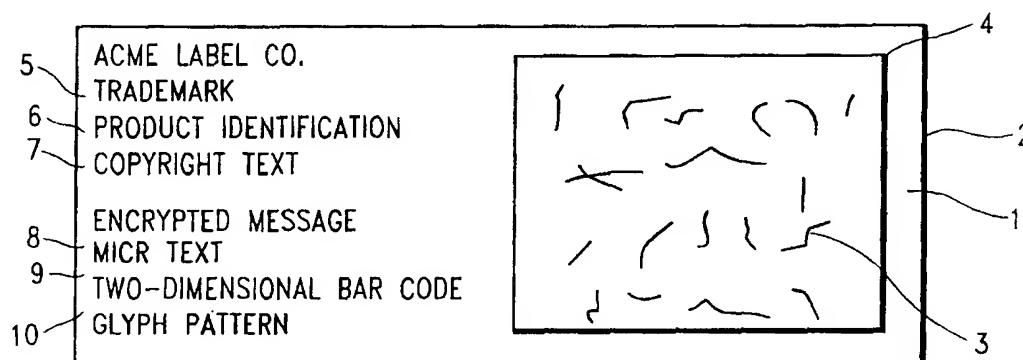 ACME LABEL CO.
5 TRADEMARK
6 PRODUCT IDENTIFICATION
7 COPYRIGHT TEXT
ENCRYPTED MESSAGE
8 MICR TEXT
9 TWO-DIMENSIONAL BAR CODE
10 GLYPH PATTERN
4
2
1
3